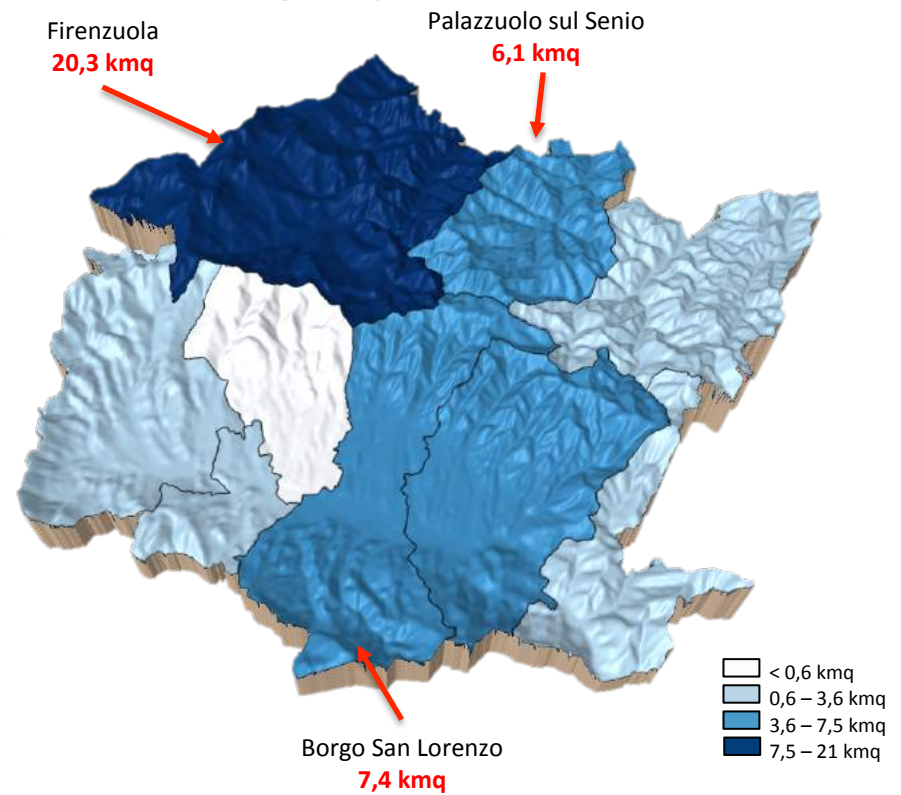 Firenzuola
20,3 kmq
Palazzuolo sul Senio
6,1 kmq
Borgo San Lorenzo
7,4 kmq
< 0,6 kmq
0,6 – 3,6 kmq
3,6 – 7,5 kmq
7,5 – 21 kmq